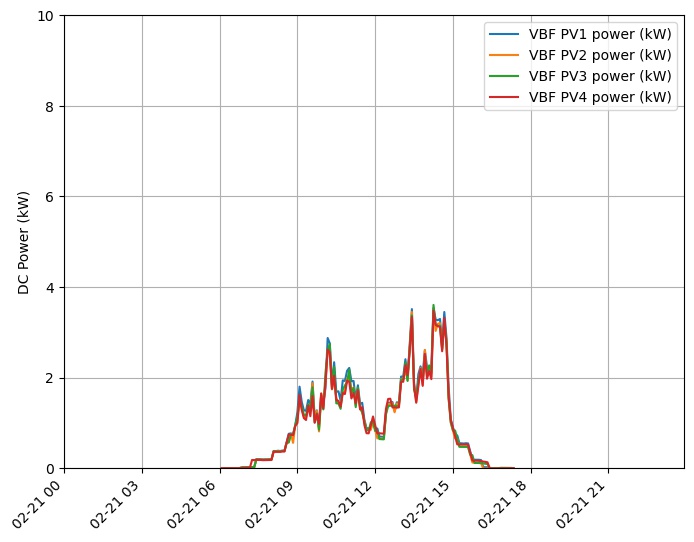 10
8
6
4
2
0
DC Power (kW)
VBF PV1 power (kW)
VBF PV2 power (kW)
VBF PV3 power (kW)
VBF PV4 power (kW)
02-21 00
02-21 03
02-21 06
02-21 09
02-21 12
02-21 15
02-21 18
02-21 21